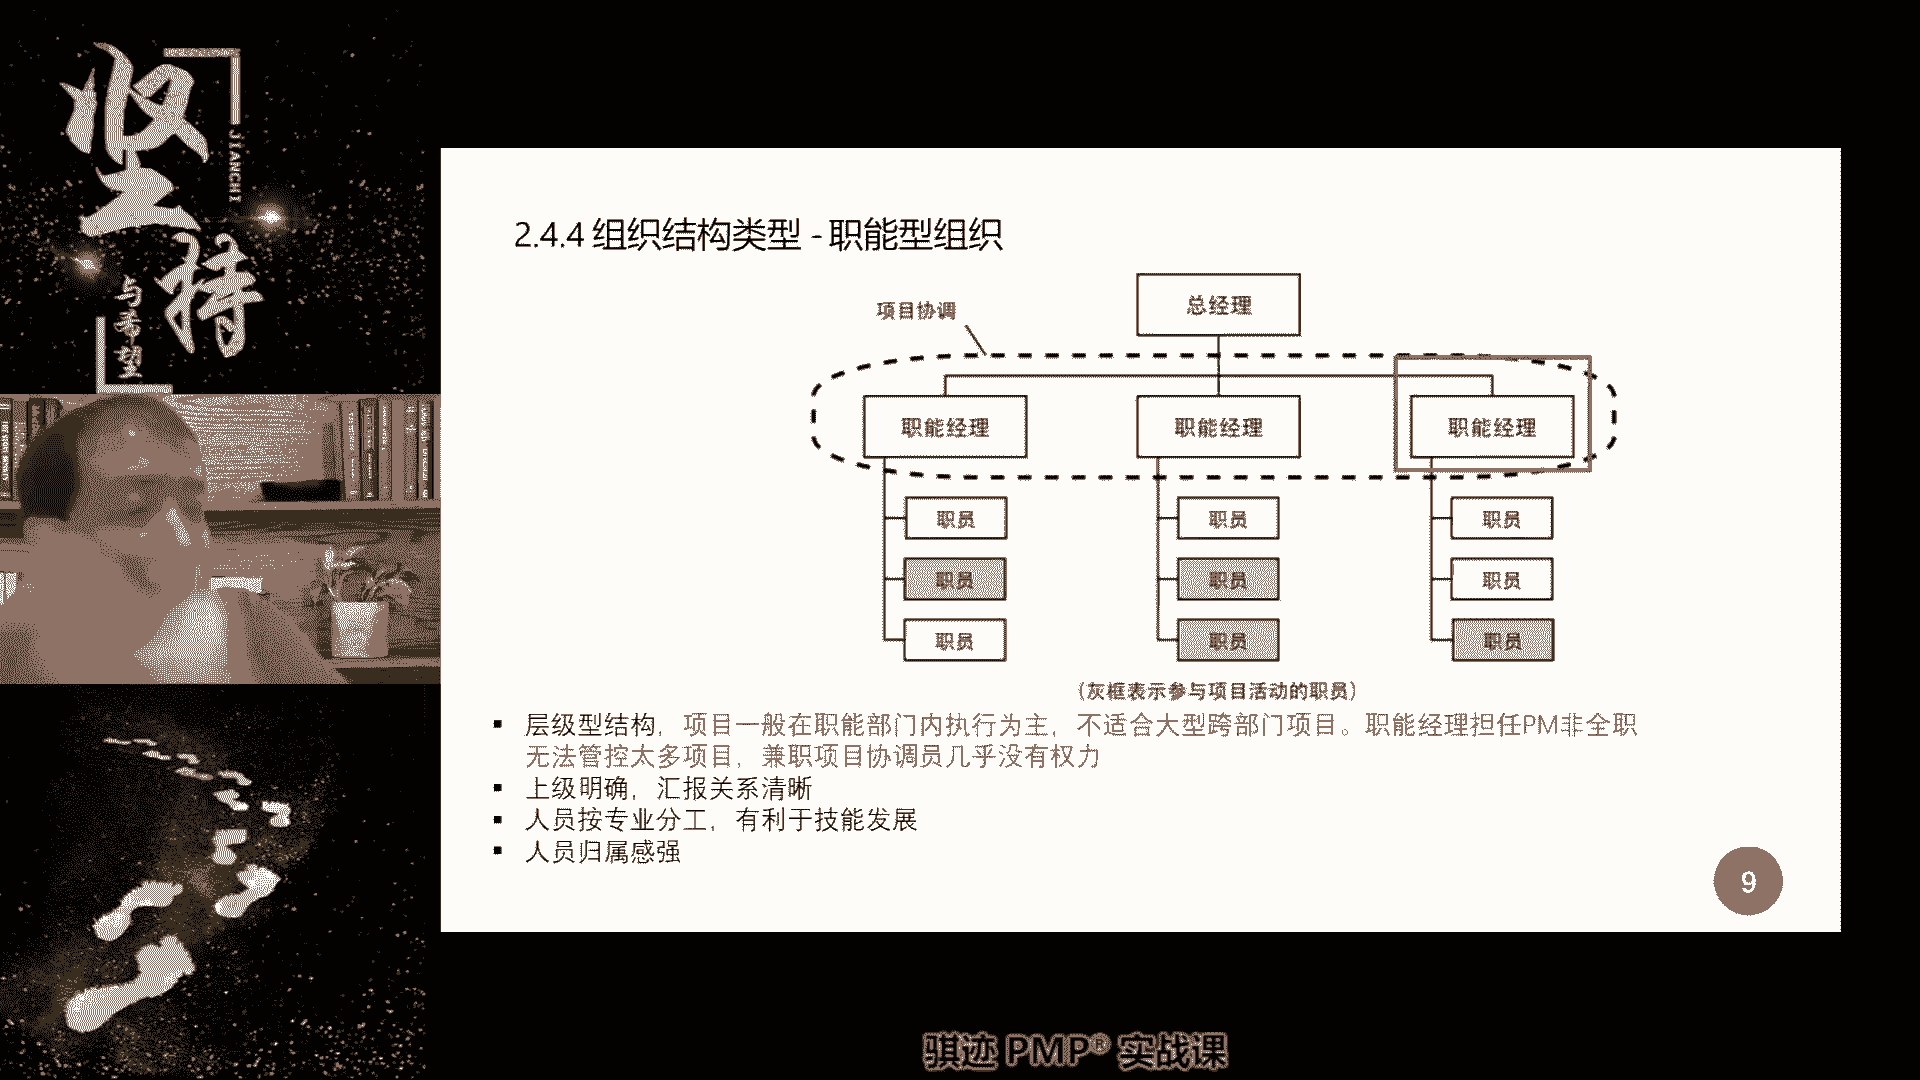 坚持
JIANCHI
与希望
2.4.4 组织结构类型 - 职能型组织
项目协调
总经理
职能经理 职能经理 职能经理
职员 职员 职员
职员 职员 职员
职员 职员 职员
(灰框表示参与项目活动的职员)
▪ 层级型结构，项目一般在职能部门内执行为主，不适合大型跨部门项目。职能经理担任PM非全职
无法管控太多项目，兼职项目协调员几乎没有权力
▪ 上级明确，汇报关系清晰
▪ 人员按专业分工，有利于技能发展
▪ 人员归属感强
9
骐迹 PMP® 实战课